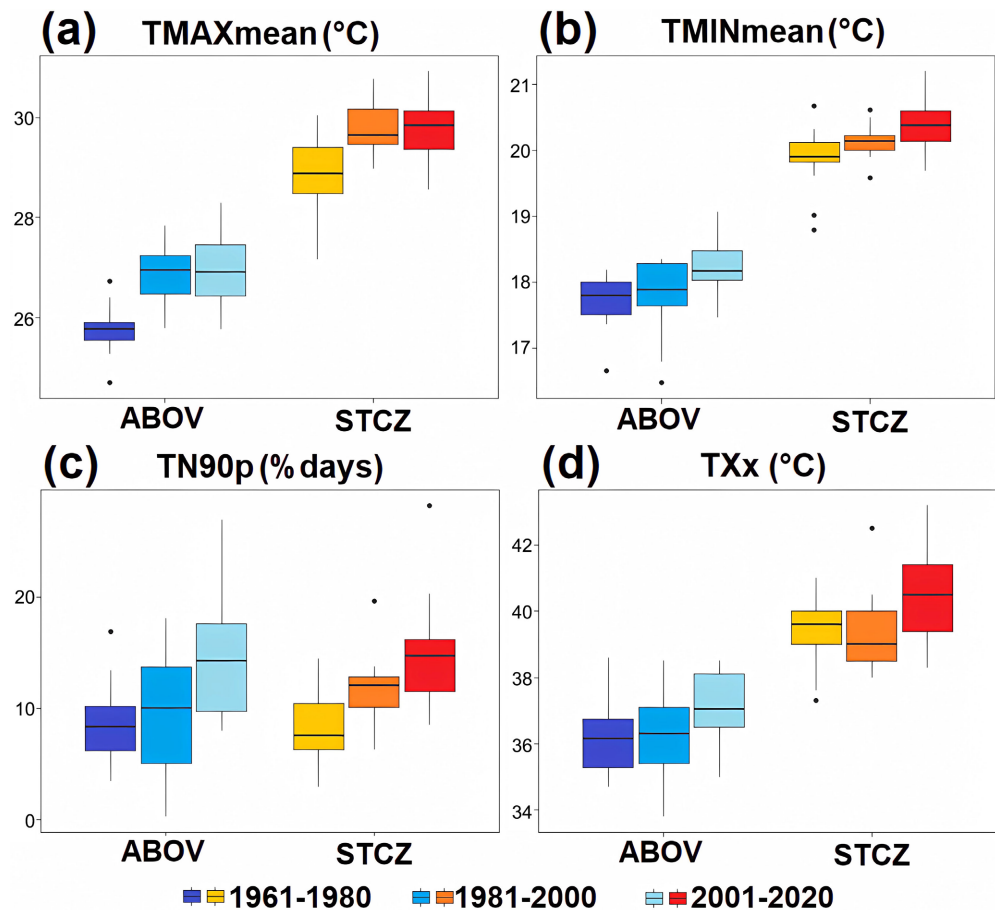 (a) TMAXmean (°C)
30
28
26
ABOV STCZ
(b) TMINmean (°C)
21
20
19
18
17
ABOV STCZ
(c) TN90p (% days)
20
10
0
ABOV STCZ
(d) TXx (°C)
42
40
38
36
34
ABOV STCZ
1961-1980 1981-2000 2001-2020